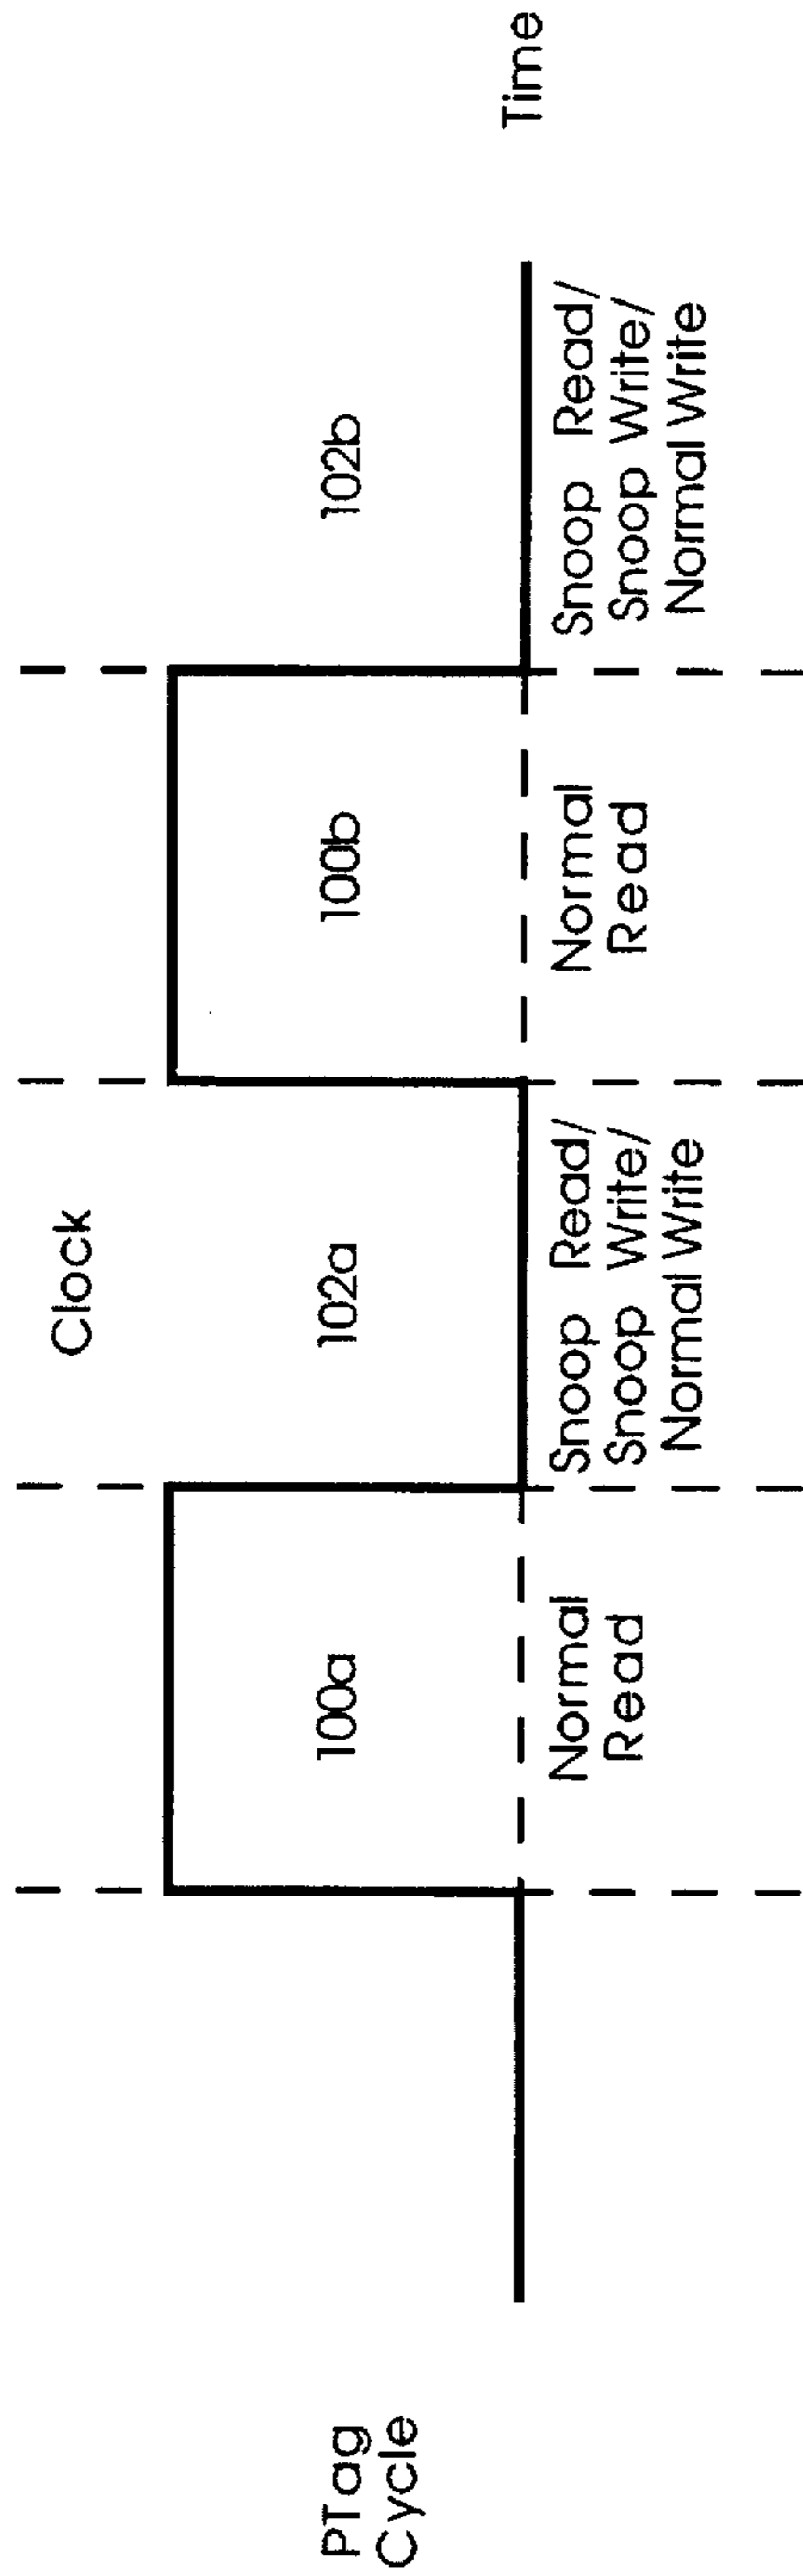 Clock
PTag
Cycle
100a
102a
100b
102b
Time
Normal
Read
Snoop Read/
Snoop Write/
Normal Write
Normal
Read
Snoop Read/
Snoop Write/
Normal Write